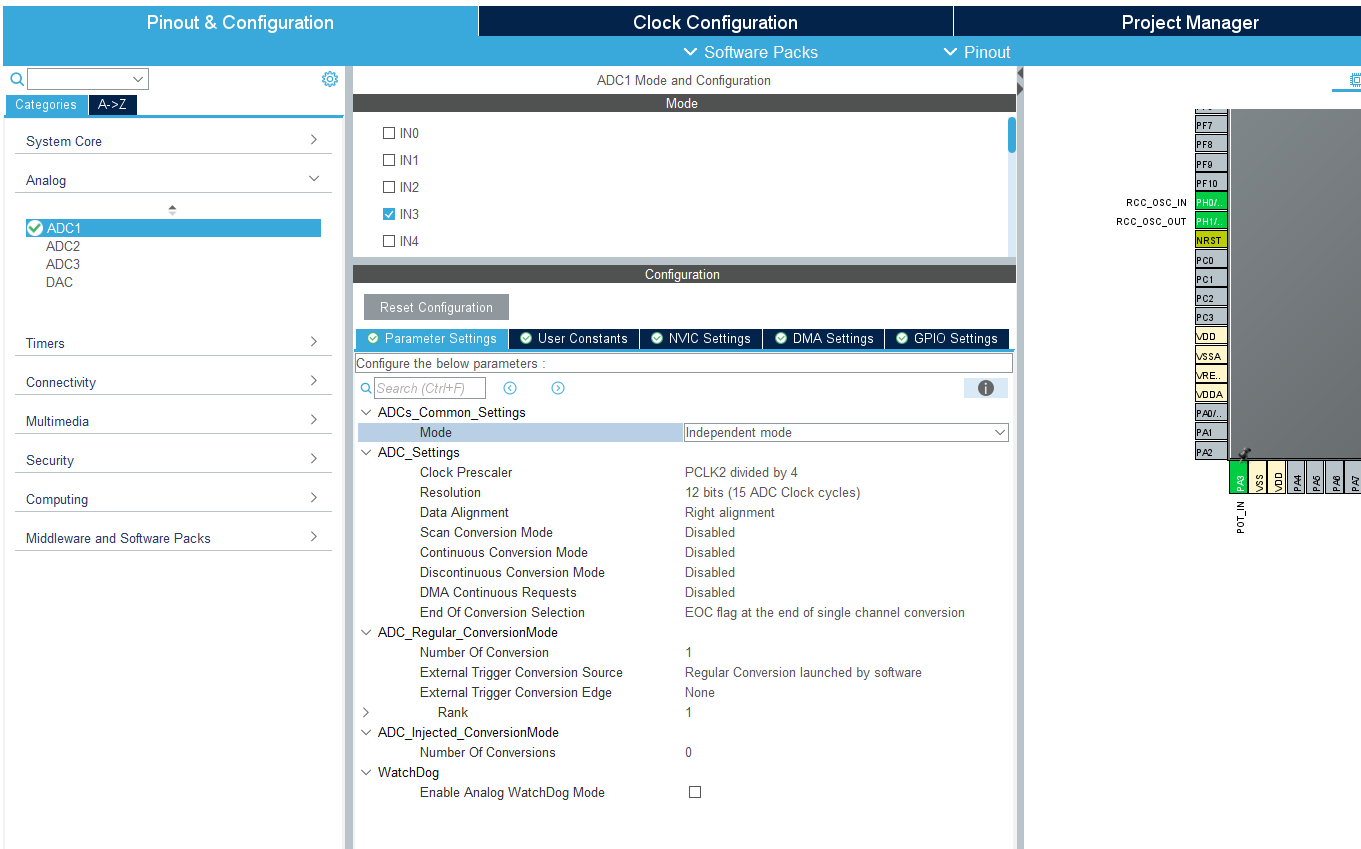 Pinout & Configuration
Clock Configuration
Project Manager
Software Packs
Pinout
Categories
A->Z
System Core
Analog
ADC1
ADC2
ADC3
DAC
Timers
Connectivity
Multimedia
Security
Computing
Middleware and Software Packs
ADC1 Mode and Configuration
Mode
IN0
IN1
IN2
IN3
IN4
Configuration
Reset Configuration
Parameter Settings
User Constants
NVIC Settings
DMA Settings
GPIO Settings
Configure the below parameters :
Search (Ctrl+F)
ADCs_Common_Settings
Mode Independent mode
ADC_Settings
Clock Prescaler PCLK2 divided by 4
Resolution 12 bits (15 ADC Clock cycles)
Data Alignment Right alignment
Scan Conversion Mode Disabled
Continuous Conversion Mode Disabled
Discontinuous Conversion Mode Disabled
DMA Continuous Requests Disabled
End Of Conversion Selection EOC flag at the end of single channel conversion
ADC_Regular_ConversionMode
Number Of Conversion 1
External Trigger Conversion Source Regular Conversion launched by software
External Trigger Conversion Edge None
Rank 1
ADC_Injected_ConversionMode
Number Of Conversions 0
WatchDog
Enable Analog WatchDog Mode
PF7
PF8
PF9
PF10
RCC_OSC_IN PH0/..
RCC_OSC_OUT PH1/..
NRST
PC0
PC1
PC2
PC3
VDD
VSSA
VRE..
VDDA
PA0/..
PA1
PA2
PA3
VSS
VDD
PA4
PA5
PA6
PA7
POT_IN